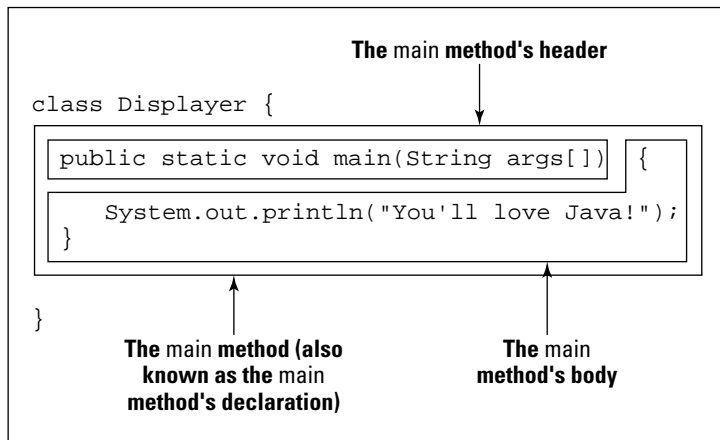 The main method's header
class Displayer {
public static void main(String args[]) {
System.out.println("You'll love Java!");
}
}
The main method (also
known as the main
method's declaration)
The main
method's body